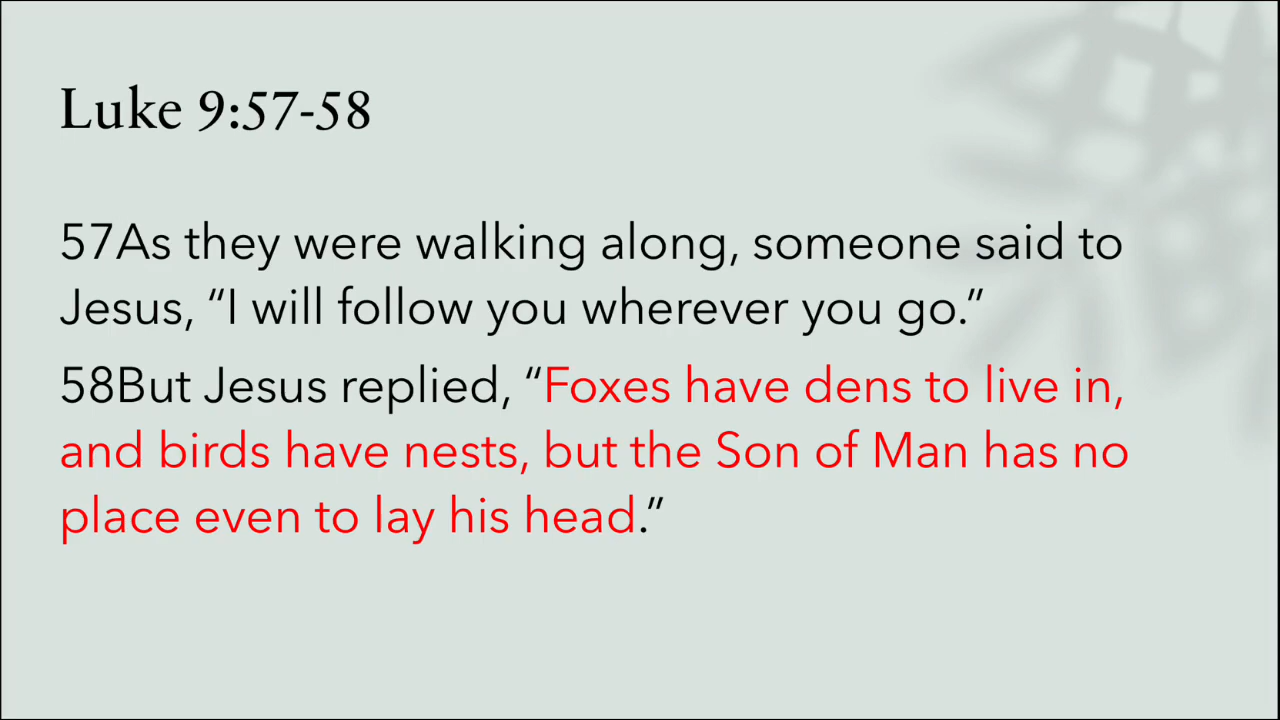 Luke 9:57-58
57As they were walking along, someone said to
Jesus, “I will follow you wherever you go.”
58But Jesus replied, “Foxes have dens to live in,
and birds have nests, but the Son of Man has no
place even to lay his head.”